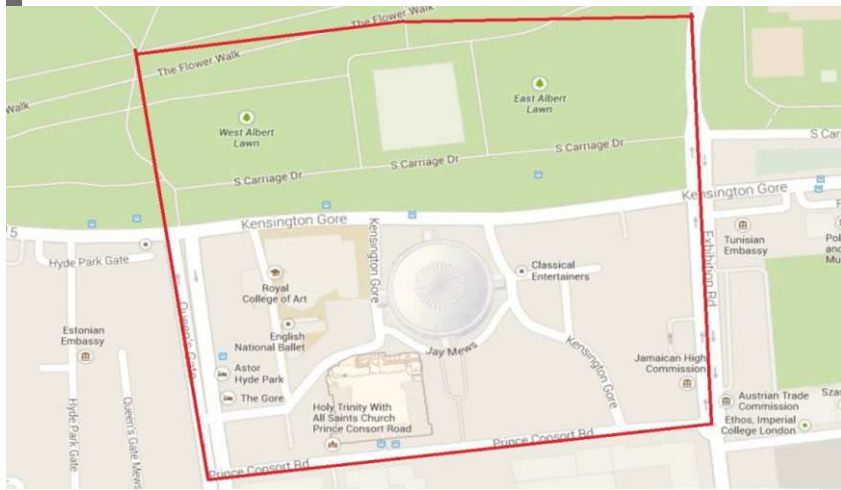 The Flower Walk
The Flower Walk
Walk
East Albert
Lawn
West Albert
Lawn
S Carriage Dr
S Carriage Dr
Kensington Gore
Kensington Gore
5
Hyde Park Gate
Kensington Gore
Exhibition Rd
Tunisian
Embassy
Classical
Entertainers
Royal
College of Art
Queen's Gate
English
National Ballet
Estonian
Embassy
Jay Mews
Kensington Gore
Jamaican High
Commission
Astor
Hyde Park
The Gore
Holy Trinity With
All Saints Church
Prince Consort Road
Austrian Trade
Commission
Ethos, Imperial
College London
Hyde Park Gate
Queen's Gate Mews
Prince Consort Rd
Prince Consort Rd